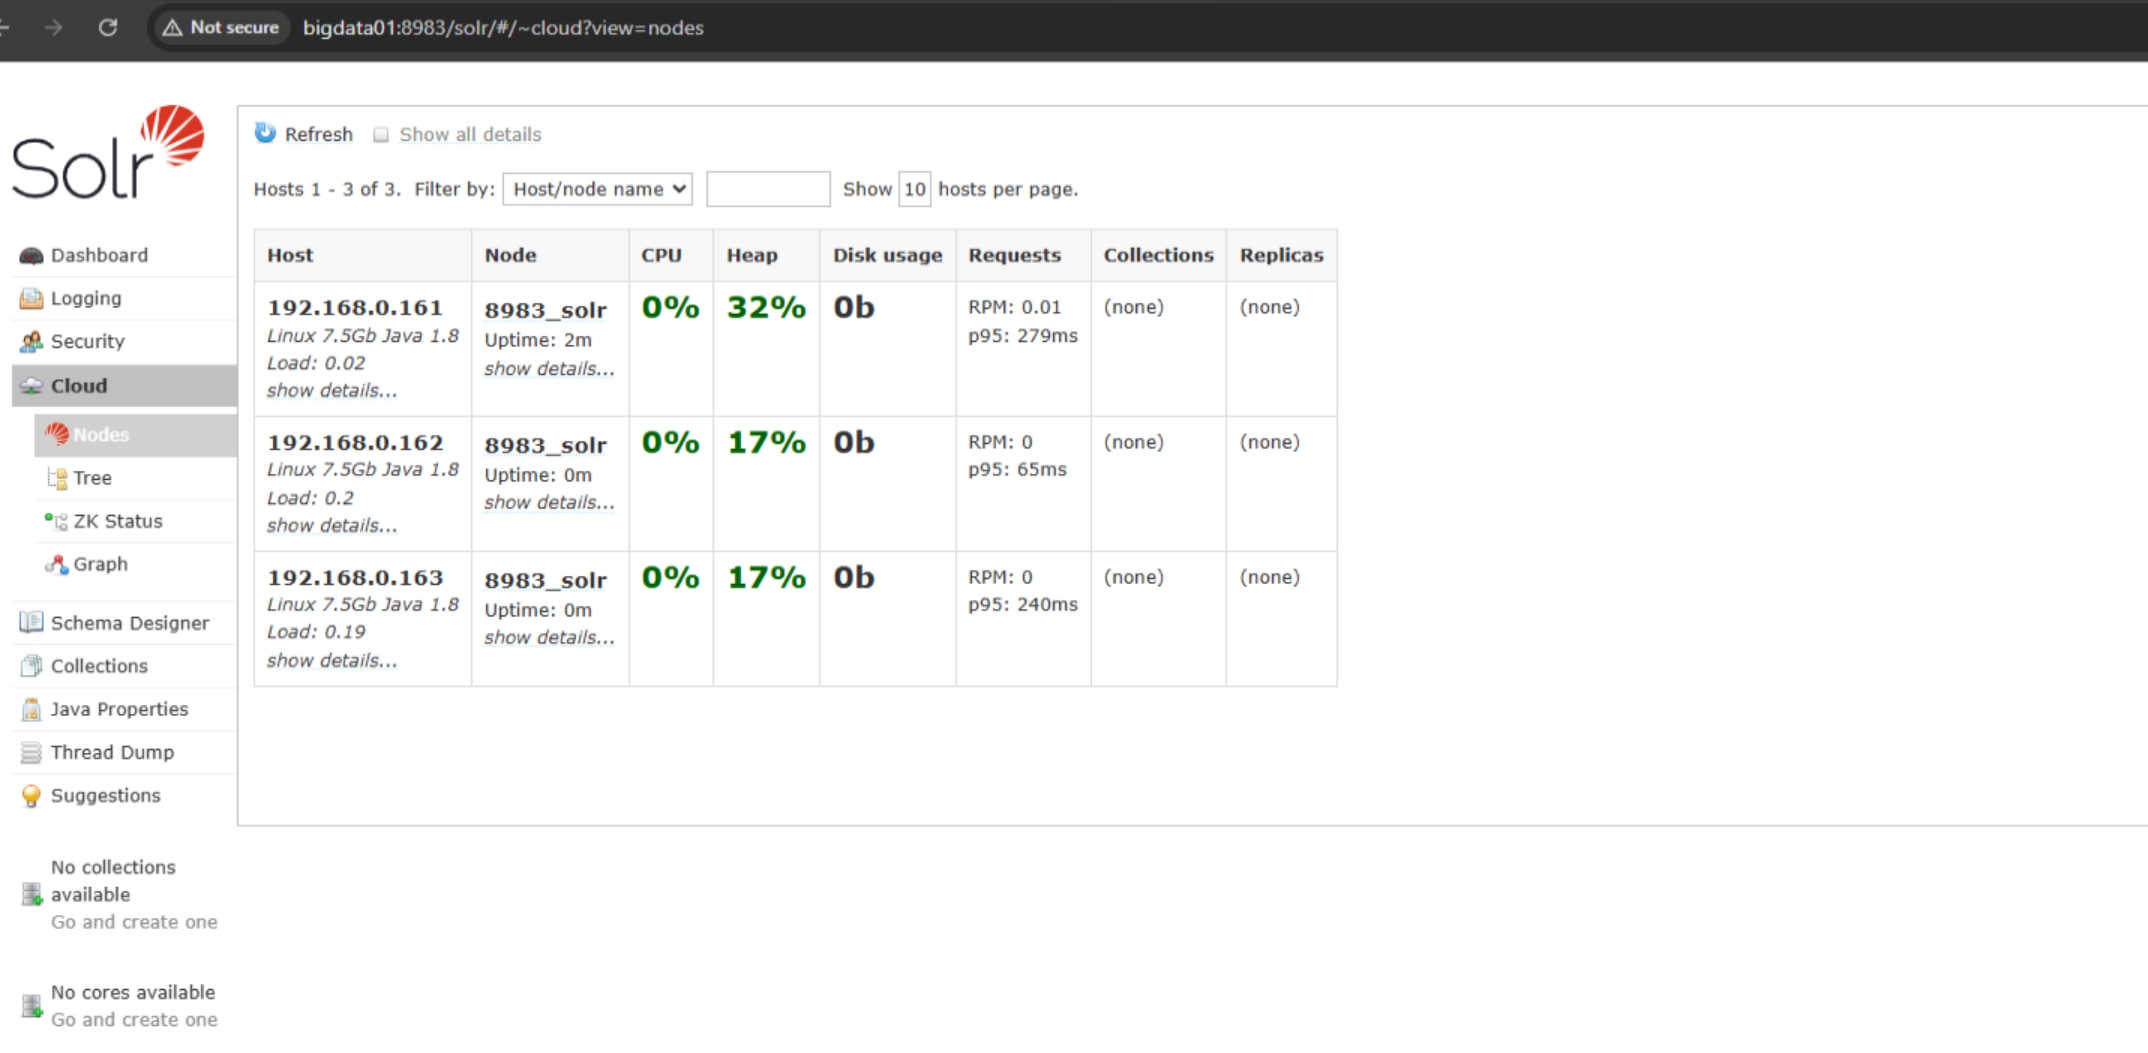 Not secure bigdata01:8983/solr/#/~cloud?view=nodes
Solr
Refresh Show all details
Hosts 1 - 3 of 3. Filter by: Host/node name Show 10 hosts per page.
Dashboard
Logging
Security
Cloud
Nodes
Tree
ZK Status
Graph
Schema Designer
Collections
Java Properties
Thread Dump
Suggestions
No collections
available
Go and create one
No cores available
Go and create one
Host Node CPU Heap Disk usage Requests Collections Replicas
192.168.0.161 8983_solr 0% 32% 0b RPM: 0.01 (none) (none)
Linux 7.5Gb Java 1.8 Uptime: 2m p95: 279ms
Load: 0.02 show details...
show details...
192.168.0.162 8983_solr 0% 17% 0b RPM: 0 (none) (none)
Linux 7.5Gb Java 1.8 Uptime: 0m p95: 65ms
Load: 0.2 show details...
show details...
192.168.0.163 8983_solr 0% 17% 0b RPM: 0 (none) (none)
Linux 7.5Gb Java 1.8 Uptime: 0m p95: 240ms
Load: 0.19 show details...
show details...